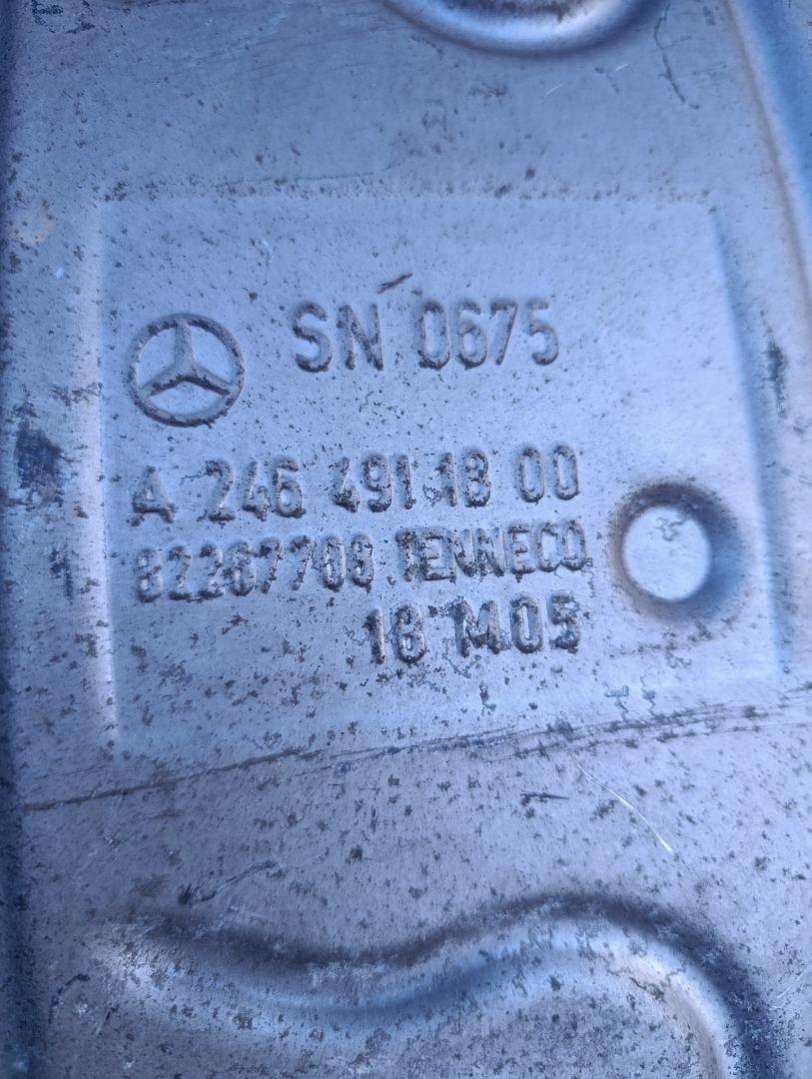 SN 0675
A 246 491 18 00
82267708 TENNECO
18 M05